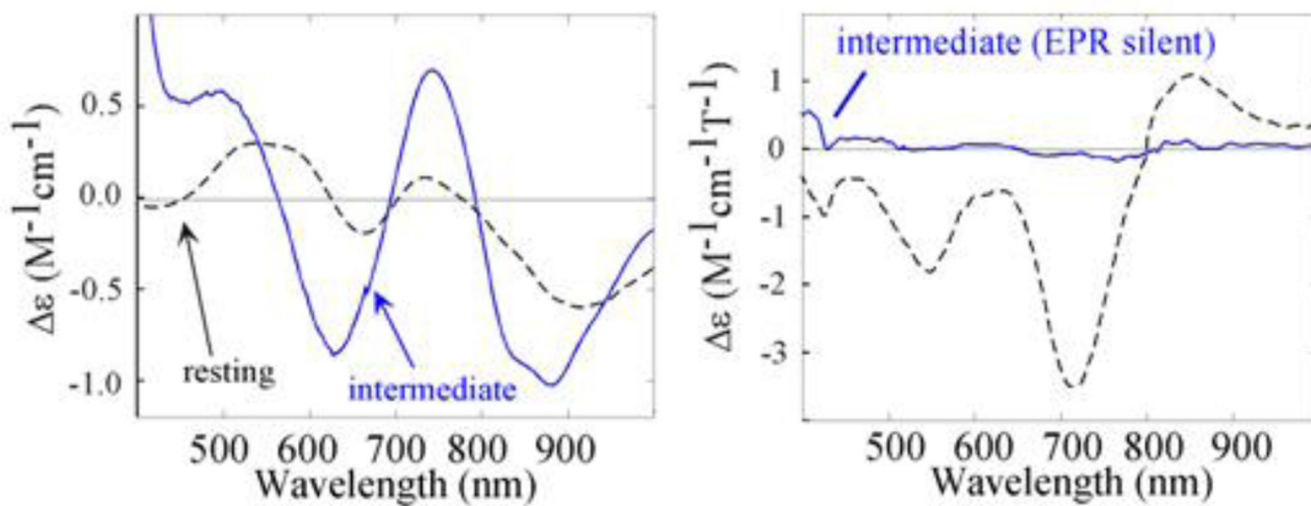 Δε (M⁻¹cm⁻¹)
0.5
0.0
-0.5
-1.0
resting
intermediate
500 600 700 800 900
Wavelength (nm)
intermediate (EPR silent)
Δε (M⁻¹cm⁻¹T⁻¹)
1
0
-1
-2
-3
500 600 700 800 900
Wavelength (nm)